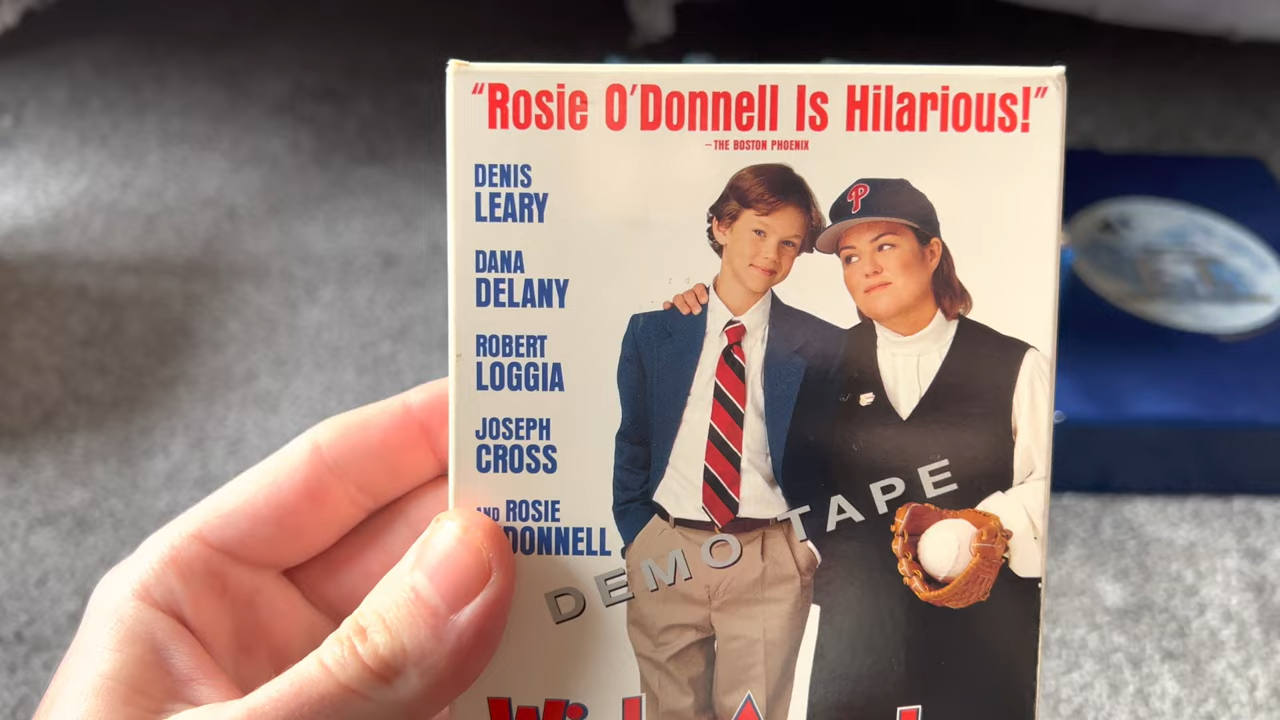 “Rosie O’Donnell Is Hilarious!”
–THE BOSTON PHOENIX
DENIS
LEARY
DANA
DELANY
ROBERT
LOGGIA
JOSEPH
CROSS
AND ROSIE
DONNELL
P
DEMO TAPE